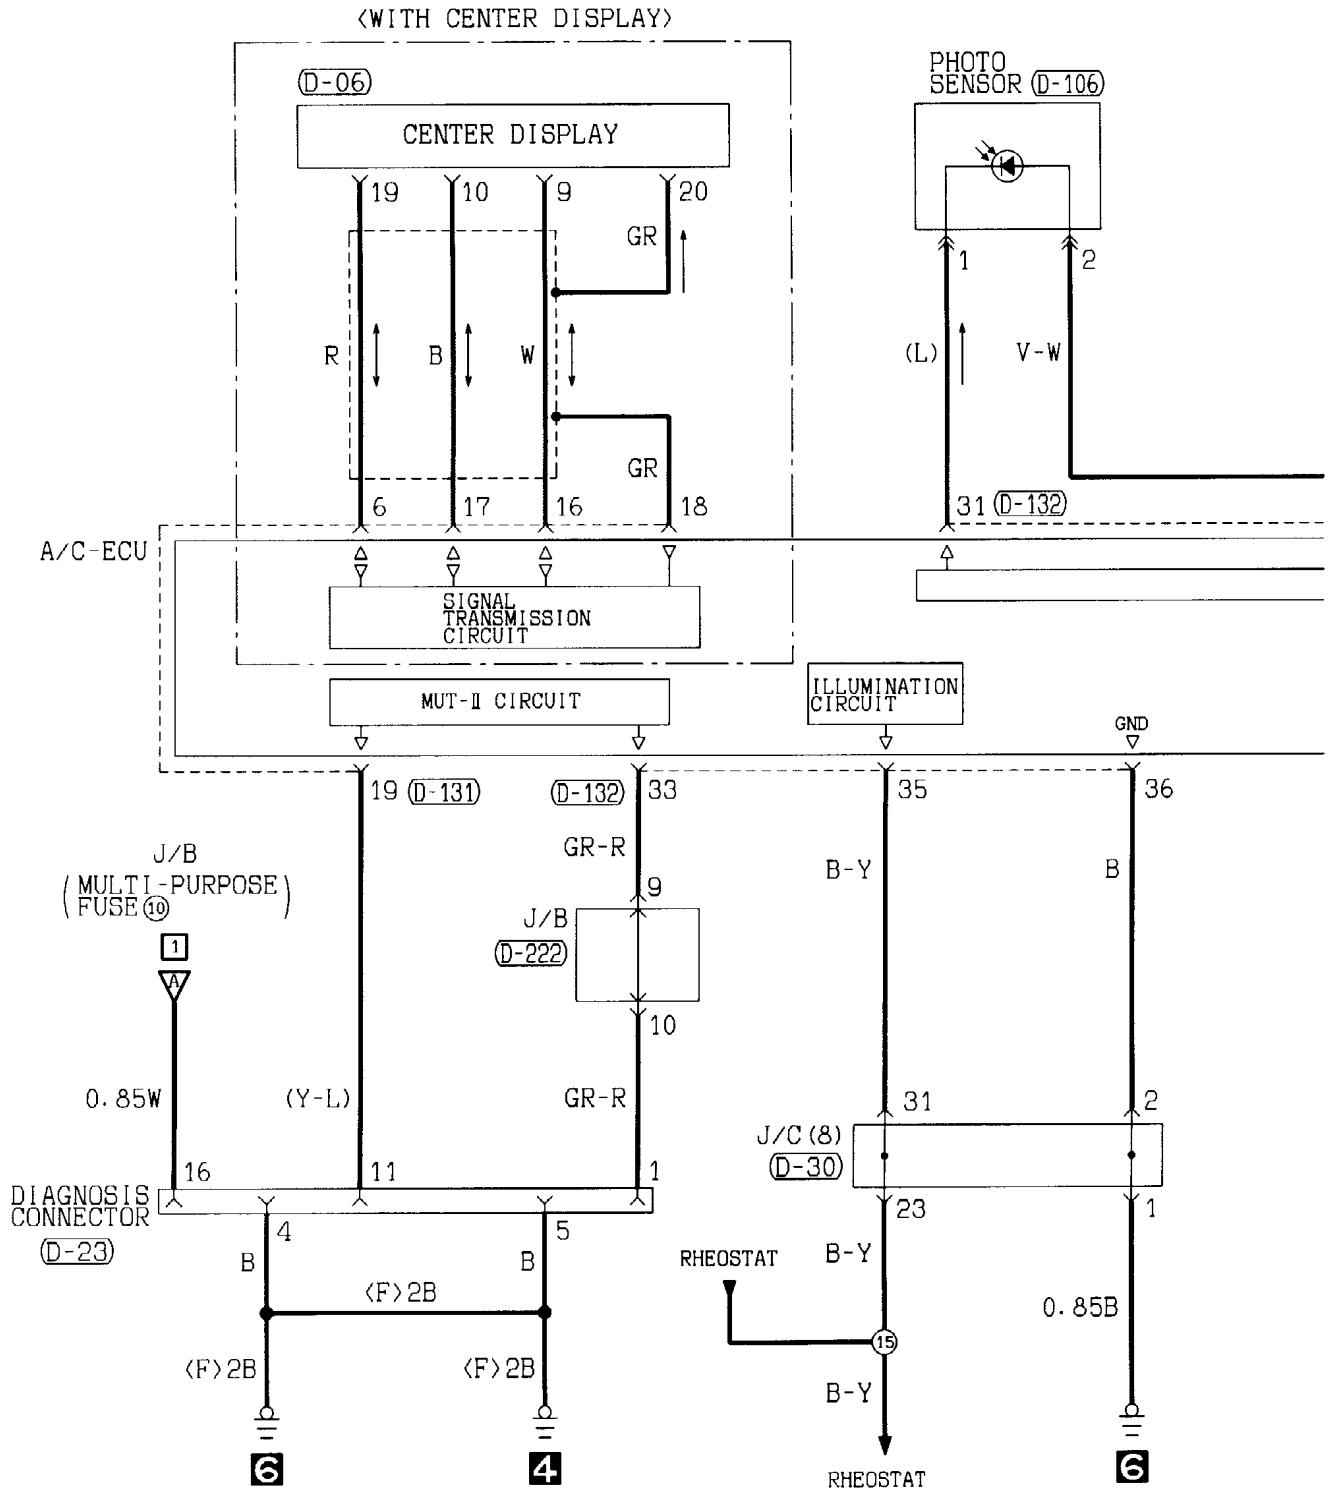 <WITH CENTER DISPLAY>
D-06
CENTER DISPLAY
PHOTO
SENSOR D-106
19 10 9 20
GR
1 2
R B W
(L) V-W
GR
6 17 16 18
31 D-132
A/C-ECU
SIGNAL
TRANSMISSION
CIRCUIT
MUT-Ⅱ CIRCUIT
ILLUMINATION
CIRCUIT
GND
19 D-131
D-132 33
35
36
J/B
(MULTI-PURPOSE
FUSE ⑩)
1
A
GR-R
B-Y
B
9
J/B
D-222
10
0.85W
(Y-L)
GR-R
31
2
J/C(8)
D-30
16 11 1
DIAGNOSIS
CONNECTOR
D-23
4 5
23 1
B B
<F>2B
RHEOSTAT
B-Y
0.85B
15
<F>2B <F>2B
B-Y
6 4
RHEOSTAT
6